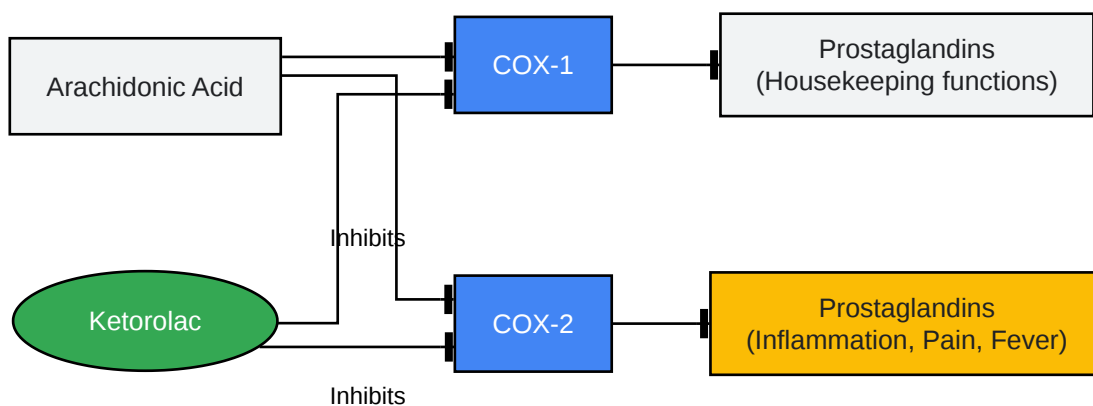 Arachidonic Acid
COX-1
Prostaglandins
(Housekeeping functions)
Inhibits
Ketorolac
COX-2
Prostaglandins
(Inflammation, Pain, Fever)
Inhibits